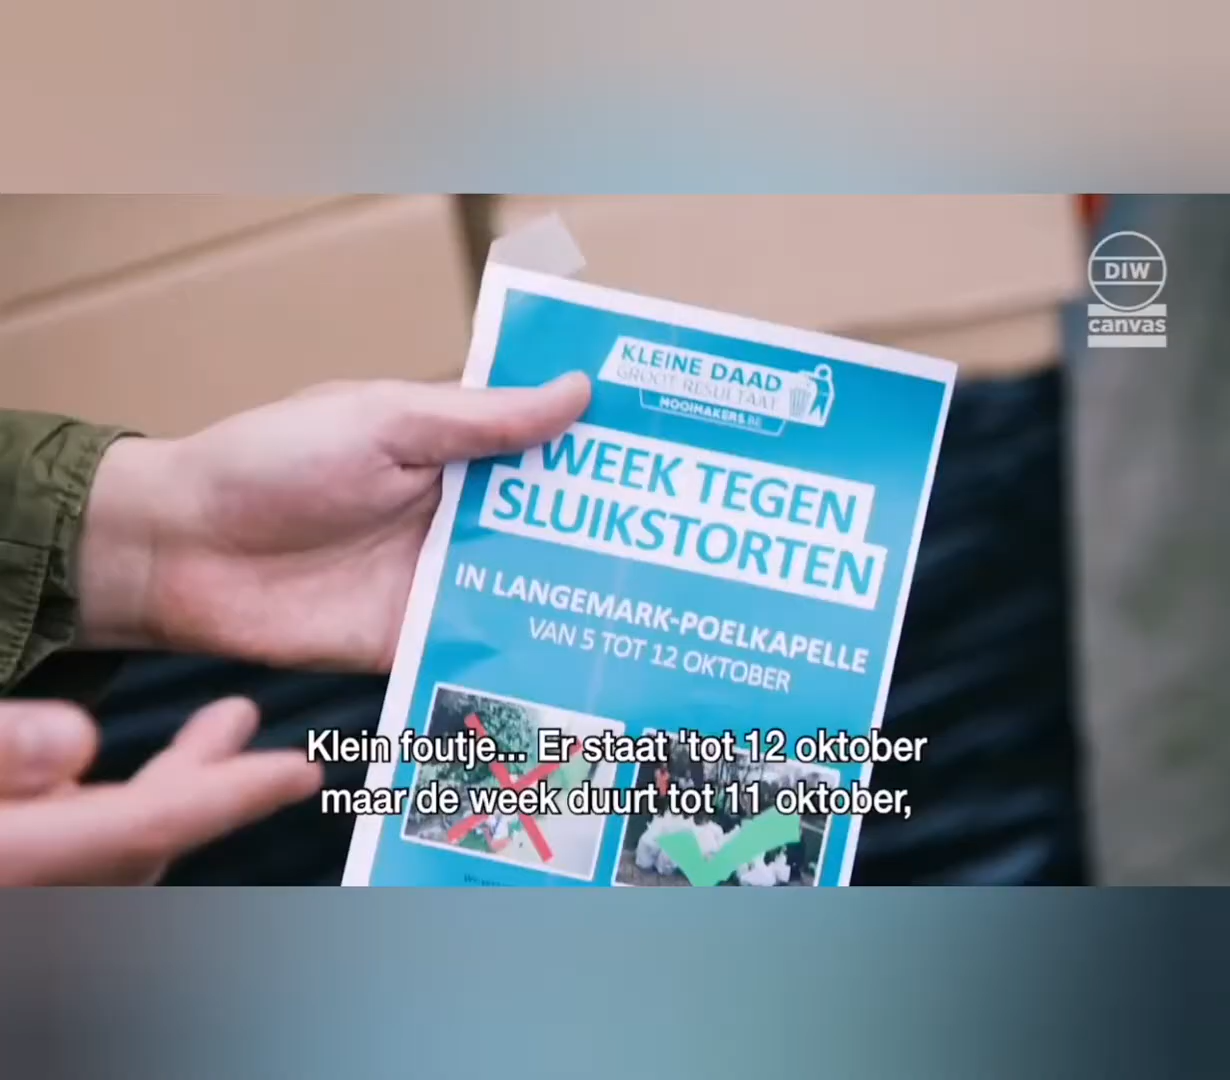 DIW
canvas
KLEINE DAAD
GROOT RESULTAAT
MOOIMAKERS.BE
WEEK TEGEN
SLUIKSTORTEN
IN LANGEMARK-POELKAPELLE
VAN 5 TOT 12 OKTOBER
Klein foutje... Er staat 'tot 12 oktober
maar de week duurt tot 11 oktober,